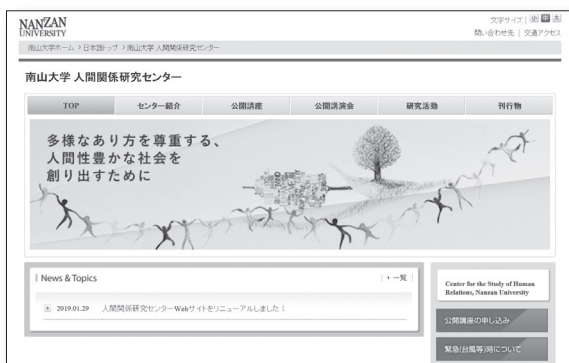 NANZAN
UNIVERSITY
文字サイズ 小 中 大
問い合わせ先 | 交通アクセス
南山大学ホーム > 日本語トップ > 南山大学 人間関係研究センター
南山大学 人間関係研究センター
TOP センター紹介 公開講座 公開講演会 研究活動 刊行物
多様なあり方を尊重する、
人間性豊かな社会を
創り出すために
News & Topics
一覧
2019.01.29 人間関係研究センターWebサイトをリニューアルしました!
Center for the Study of Human
Relations, Nanzan University
公開講座の申し込み
緊急(台風等)時について